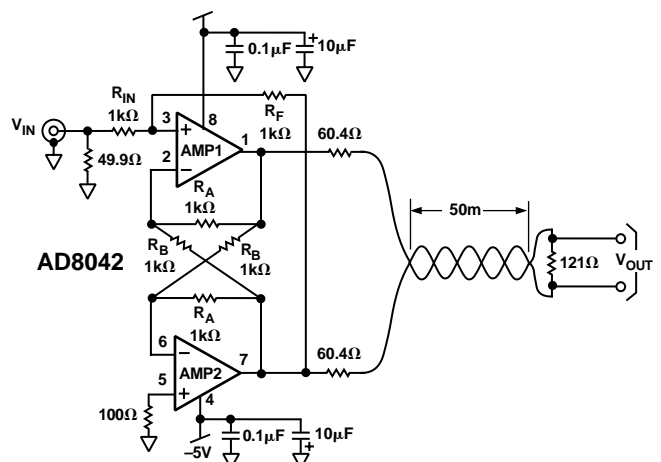 0.1µF
+
10µF
R_IN
1kΩ
R_F
1kΩ
V_IN
3
8
+
AMP1
1
60.4Ω
2
–
49.9Ω
R_A
1kΩ
50m
R_B
1kΩ
R_B
1kΩ
AD8042
121Ω
V_OUT
R_A
1kΩ
6
–
7
60.4Ω
AMP2
5
+
4
100Ω
–5V
0.1µF
10µF
+